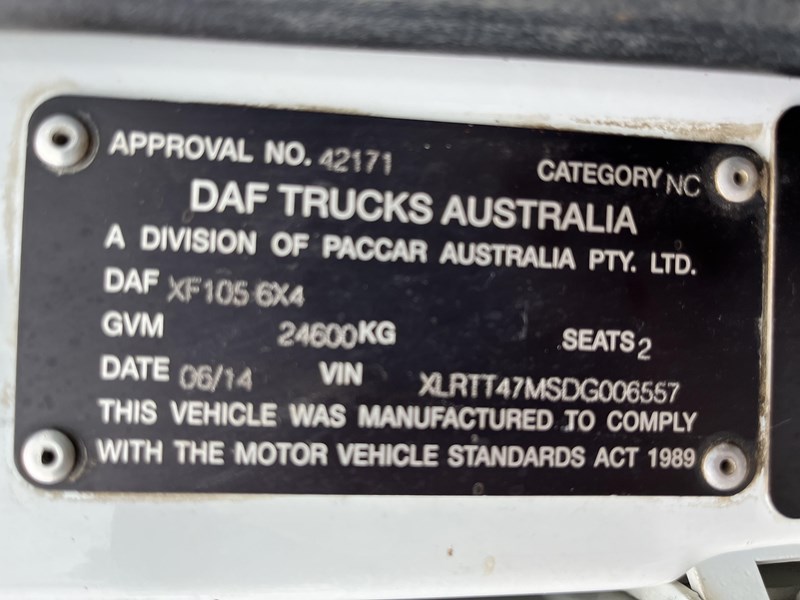 APPROVAL NO. 42171
CATEGORY NC
DAF TRUCKS AUSTRALIA
A DIVISION OF PACCAR AUSTRALIA PTY. LTD.
DAF XF105 6X4
GVM 24600KG SEATS 2
DATE 06/14 VIN XLRTT47MSDG006557
THIS VEHICLE WAS MANUFACTURED TO COMPLY
WITH THE MOTOR VEHICLE STANDARDS ACT 1989